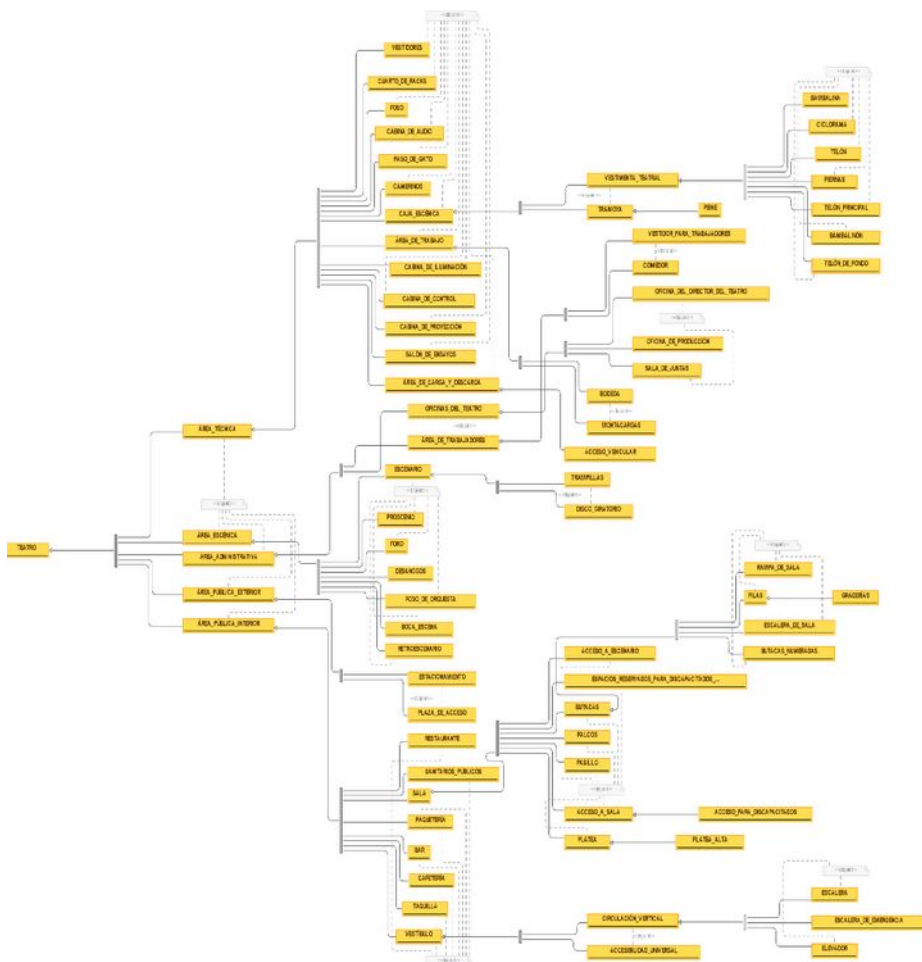 VESTIDORES
CUARTO_DE_RACKS
FOSO
CABINA_DE_AUDIO
PASO_DE_GATO
CAMERINOS
CAJA_ESCÉNICA
ÁREA_DE_TRABAJO
CABINA_DE_ILUMINACIÓN
CABINA_DE_CONTROL
CABINA_DE_PROYECCIÓN
SALÓN_DE_ENSAYOS
ÁREA_DE_CARGA_Y_DESCARGA
VESTIMENTA_TEATRAL
TRAMOYA
PEINE
BAMBALINA
CICLORAMA
TELÓN
PIERNAS
TELÓN_PRINCIPAL
BAMBALINÓN
TELÓN_DE_FONDO
VESTIDOR_PARA_TRABAJADORES
COMEDOR
OFICINA_DEL_DIRECTOR_DEL_TEATRO
OFICINA_DE_PRODUCCIÓN
SALA_DE_JUNTAS
BODEGA
MONTACARGAS
ACCESO_VEHICULAR
OFICINAS_DEL_TEATRO
ÁREA_DE_TRABAJADORES
ÁREA_TÉCNICA
ESCENARIO
TRAMPILLAS
DISCO_GIRATORIO
PROSCENIO
FORO
DESAHOGOS
FOSO_DE_ORQUESTA
BOCA_ESCENA
RETROESCENARIO
TEATRO
ÁREA_ESCÉNICA
ÁREA_ADMINISTRATIVA
ÁREA_PÚBLICA_EXTERIOR
ÁREA_PÚBLICA_INTERIOR
ESTACIONAMIENTO
PLAZA_DE_ACCESO
RESTAURANTE
SANITARIOS_PÚBLICOS
SALA
PAQUETERÍA
BAR
CAFETERÍA
TAQUILLA
VESTÍBULO
ACCESO_A_ESCENARIO
ESPACIOS_RESERVADOS_PARA_DISCAPACITADOS_...
BUTACAS
PALCOS
PASILLO
ACCESO_A_SALA
ACCESO_PARA_DISCAPACITADOS
PLATEA
PLATEA_ALTA
RAMPA_DE_SALA
FILAS
GRADERÍAS
ESCALERA_DE_SALA
BUTACAS_NUMERADAS
CIRCULACIÓN_VERTICAL
ACCESIBILIDAD_UNIVERSAL
ESCALERA
ESCALERA_DE_EMERGENCIA
ELEVADOR